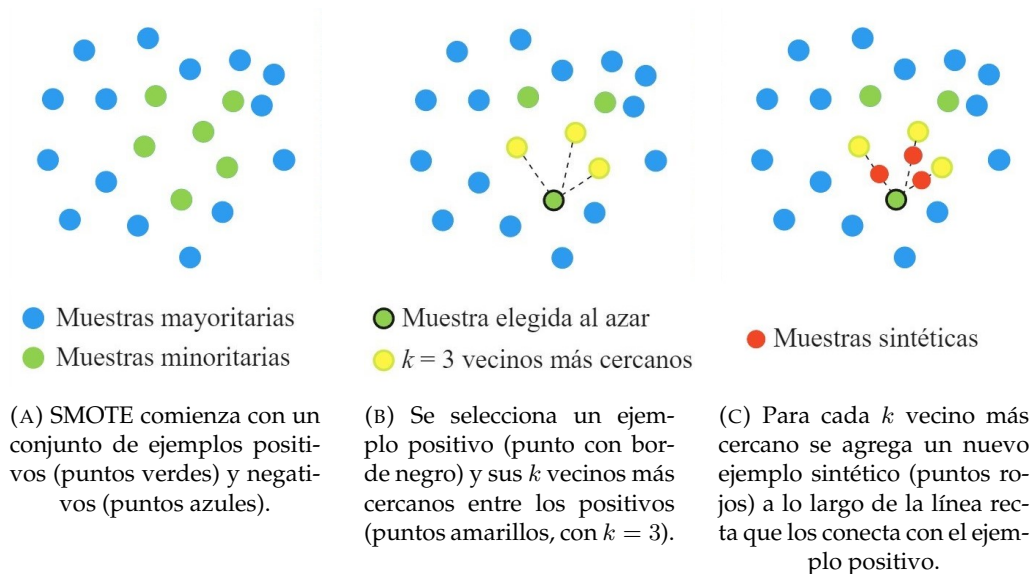 Muestras mayoritarias
Muestras minoritarias
Muestra elegida al azar
k = 3 vecinos más cercanos
Muestras sintéticas
(A) SMOTE comienza con un
conjunto de ejemplos positi-
vos (puntos verdes) y negati-
vos (puntos azules).
(B) Se selecciona un ejem-
plo positivo (punto con bor-
de negro) y sus k vecinos más
cercanos entre los positivos
(puntos amarillos, con k = 3).
(C) Para cada k vecino más
cercano se agrega un nuevo
ejemplo sintético (puntos ro-
jos) a lo largo de la línea rec-
ta que los conecta con el ejem-
plo positivo.